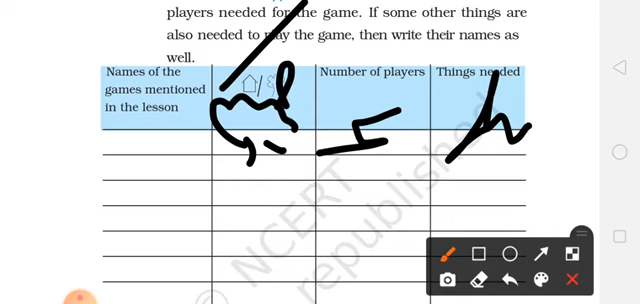 players needed for the game. If some other things are
also needed to play the game, then write their names as
well.
Names of the
games mentioned
in the lesson
Number of players
Things needed
© NCERT
republished